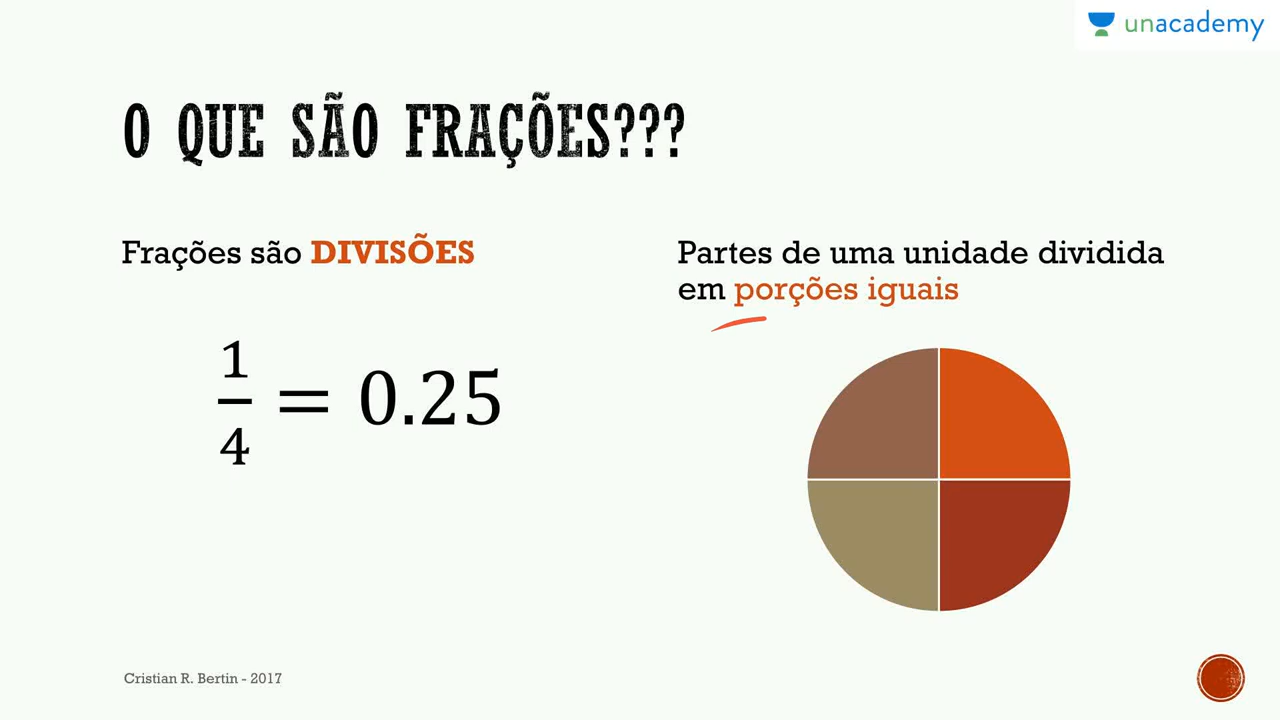 unacademy
O QUE SÃO FRAÇÕES???
Frações são DIVISÕES
1/4 = 0.25
Partes de uma unidade dividida
em porções iguais
Cristian R. Bertin - 2017